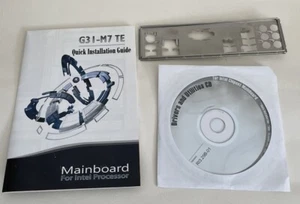 G31-M7 TE
Quick Installation Guide
Mainboard
For Intel Processor
Drivers and Utilities CD